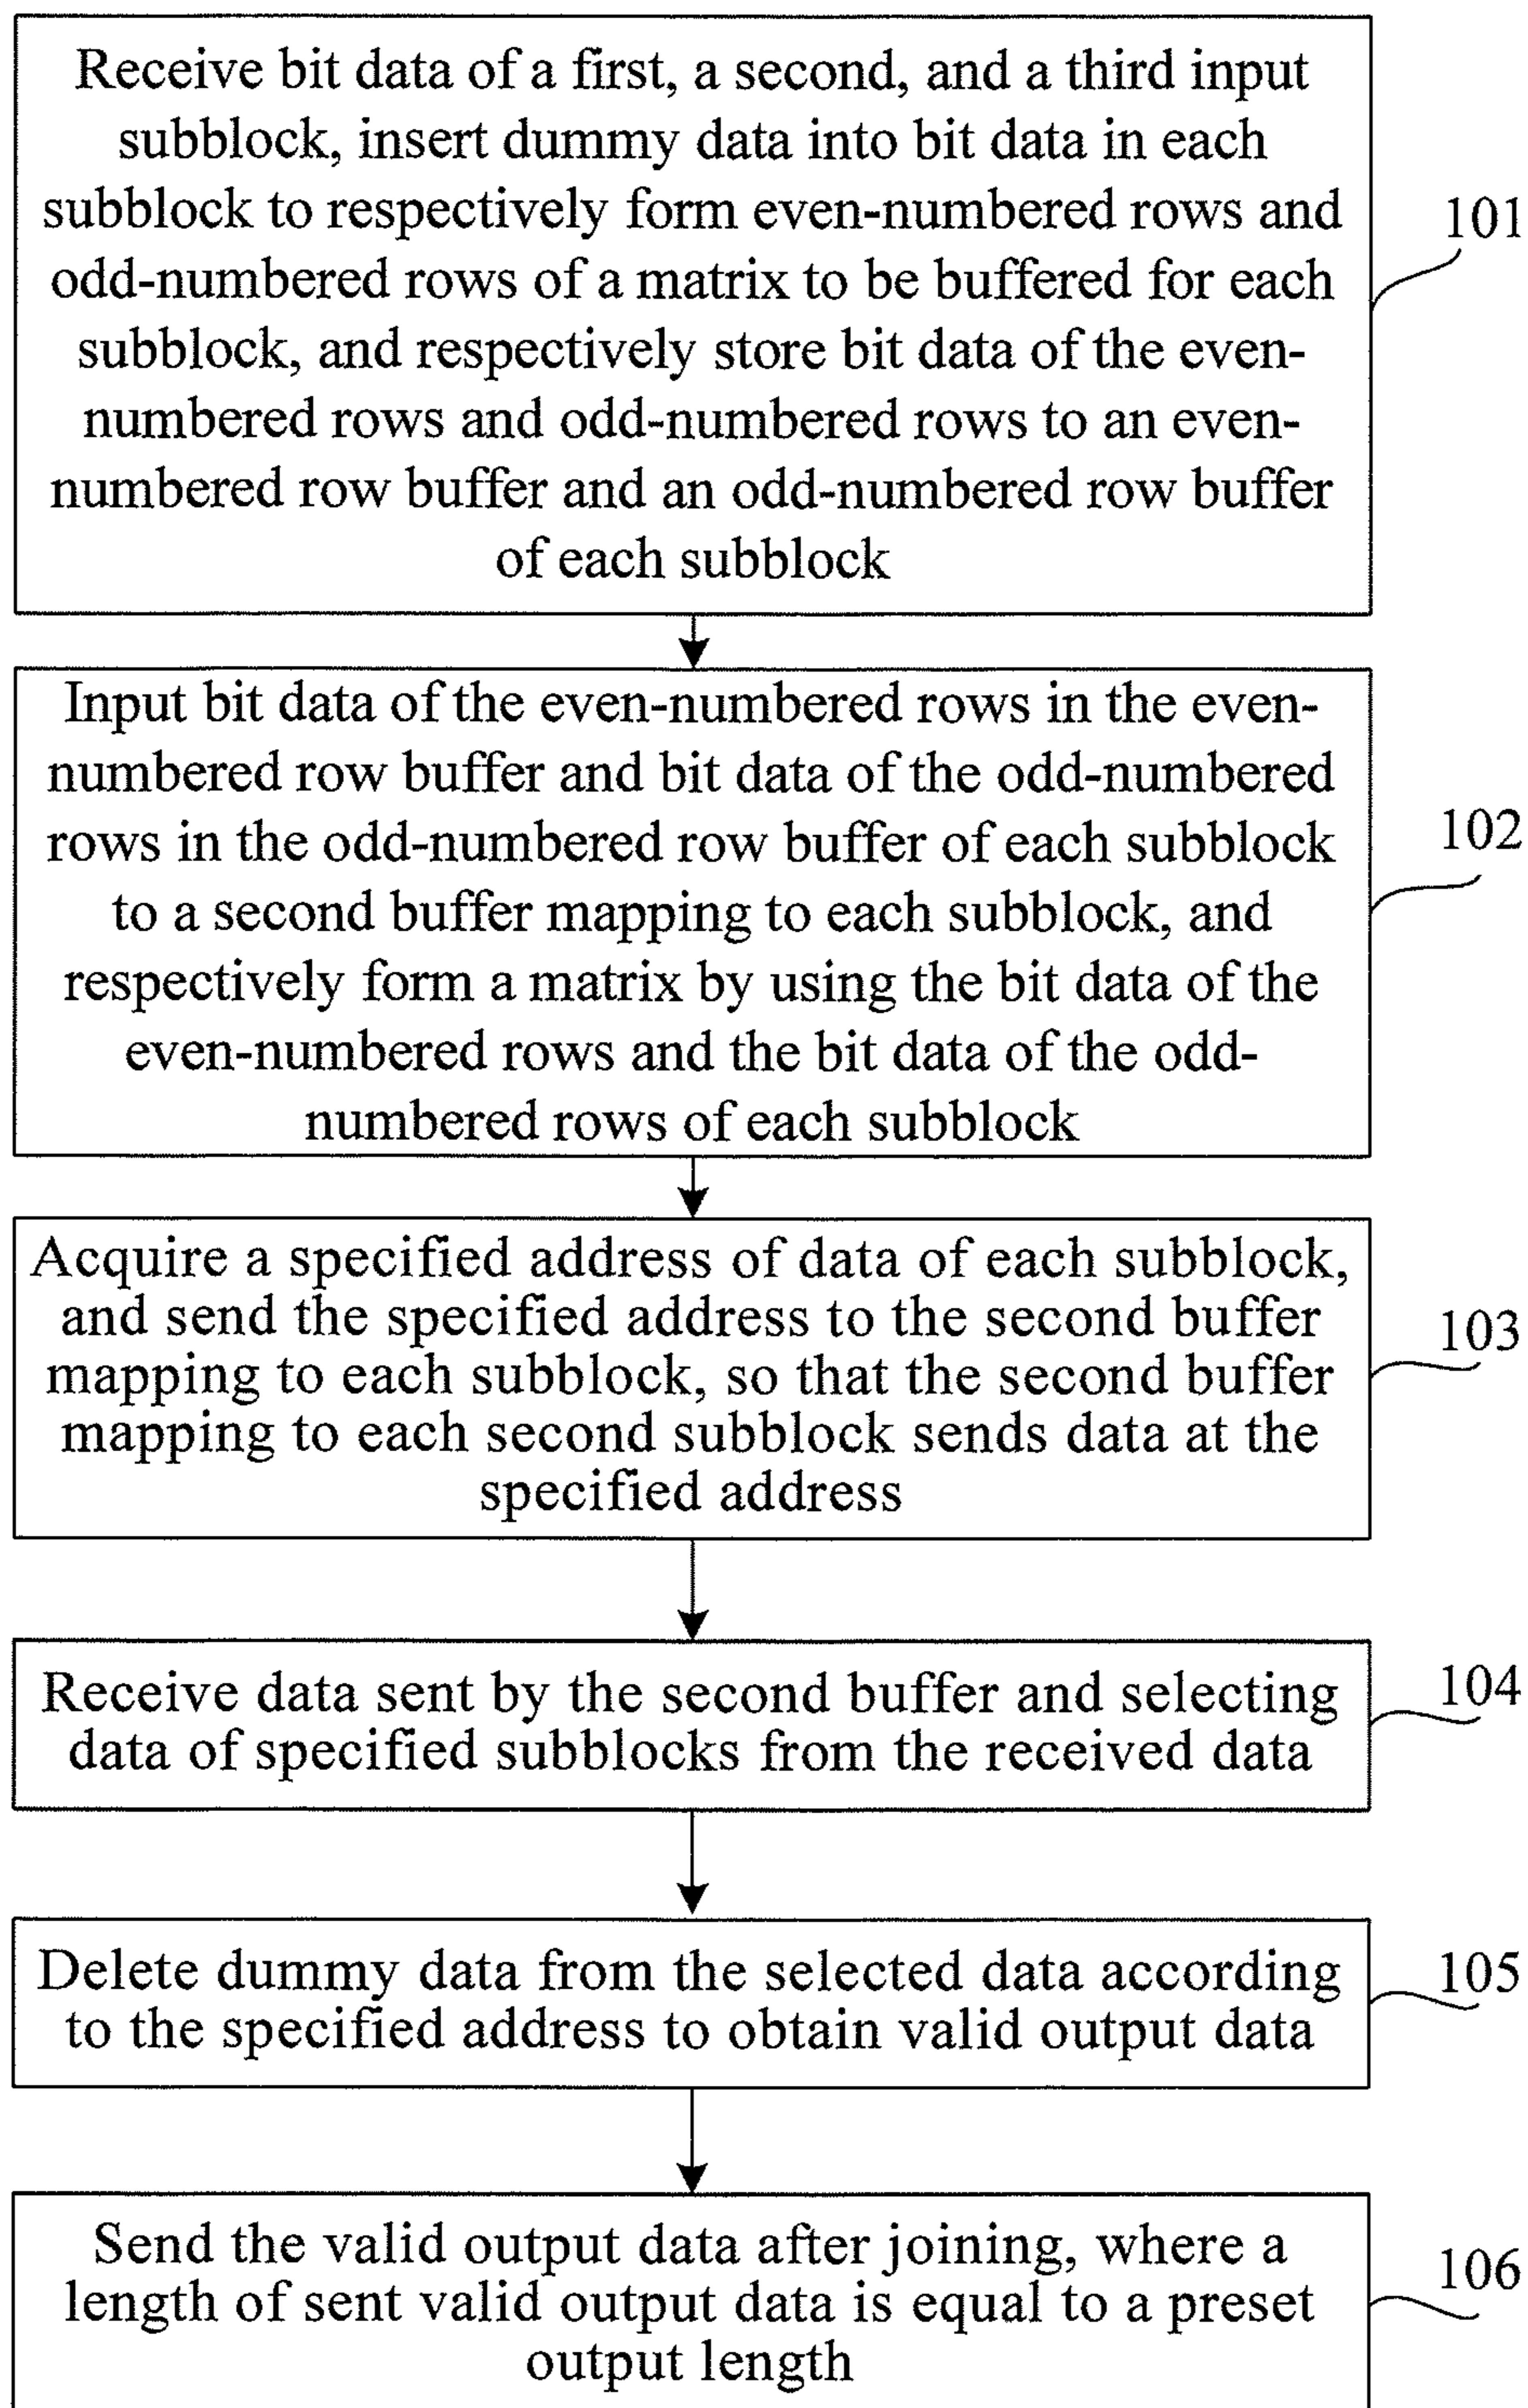 Receive bit data of a first, a second, and a third input
subblock, insert dummy data into bit data in each
subblock to respectively form even-numbered rows and
odd-numbered rows of a matrix to be buffered for each
subblock, and respectively store bit data of the even-
numbered rows and odd-numbered rows to an even-
numbered row buffer and an odd-numbered row buffer
of each subblock
101
Input bit data of the even-numbered rows in the even-
numbered row buffer and bit data of the odd-numbered
rows in the odd-numbered row buffer of each subblock
to a second buffer mapping to each subblock, and
respectively form a matrix by using the bit data of the
even-numbered rows and the bit data of the odd-
numbered rows of each subblock
102
Acquire a specified address of data of each subblock,
and send the specified address to the second buffer
mapping to each subblock, so that the second buffer
mapping to each second subblock sends data at the
specified address
103
Receive data sent by the second buffer and selecting
data of specified subblocks from the received data
104
Delete dummy data from the selected data according
to the specified address to obtain valid output data
105
Send the valid output data after joining, where a
length of sent valid output data is equal to a preset
output length
106